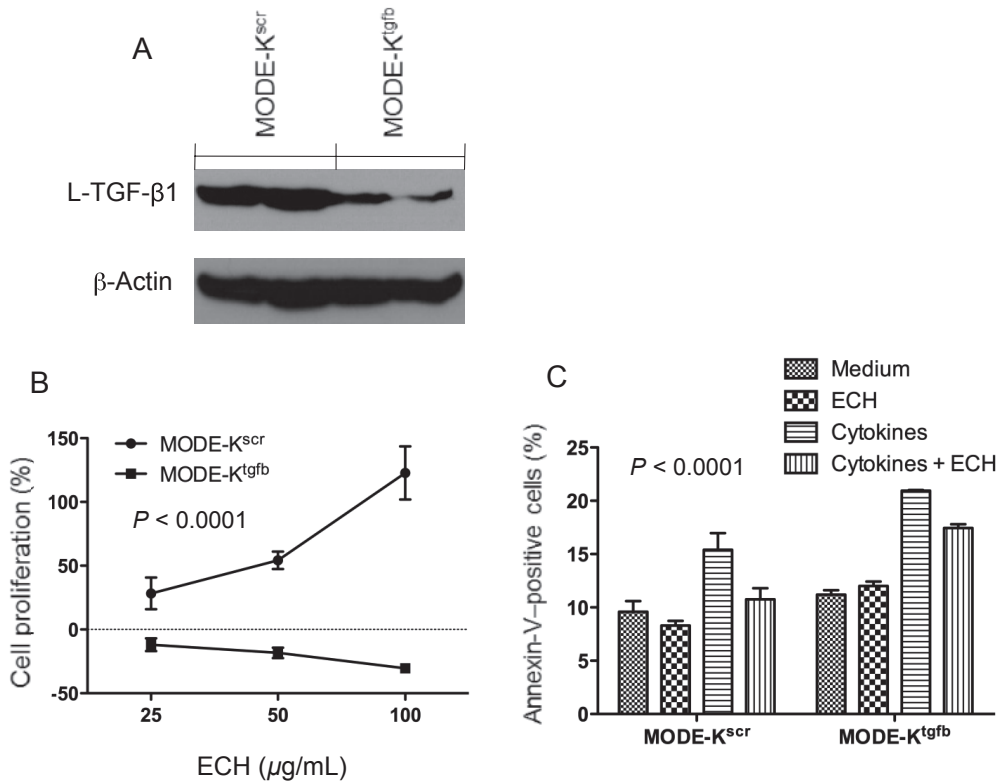 A
MODE-Kscr
MODE-Ktgfb
L-TGF-β1
β-Actin
B
Cell proliferation (%)
150
100
50
0
-50
MODE-Kscr
MODE-Ktgfb
P < 0.0001
25 50 100
ECH (µg/mL)
C
Medium
ECH
Cytokines
Cytokines + ECH
Annexin-V–positive cells (%)
25
20
15
10
5
0
P < 0.0001
MODE-Kscr MODE-Ktgfb